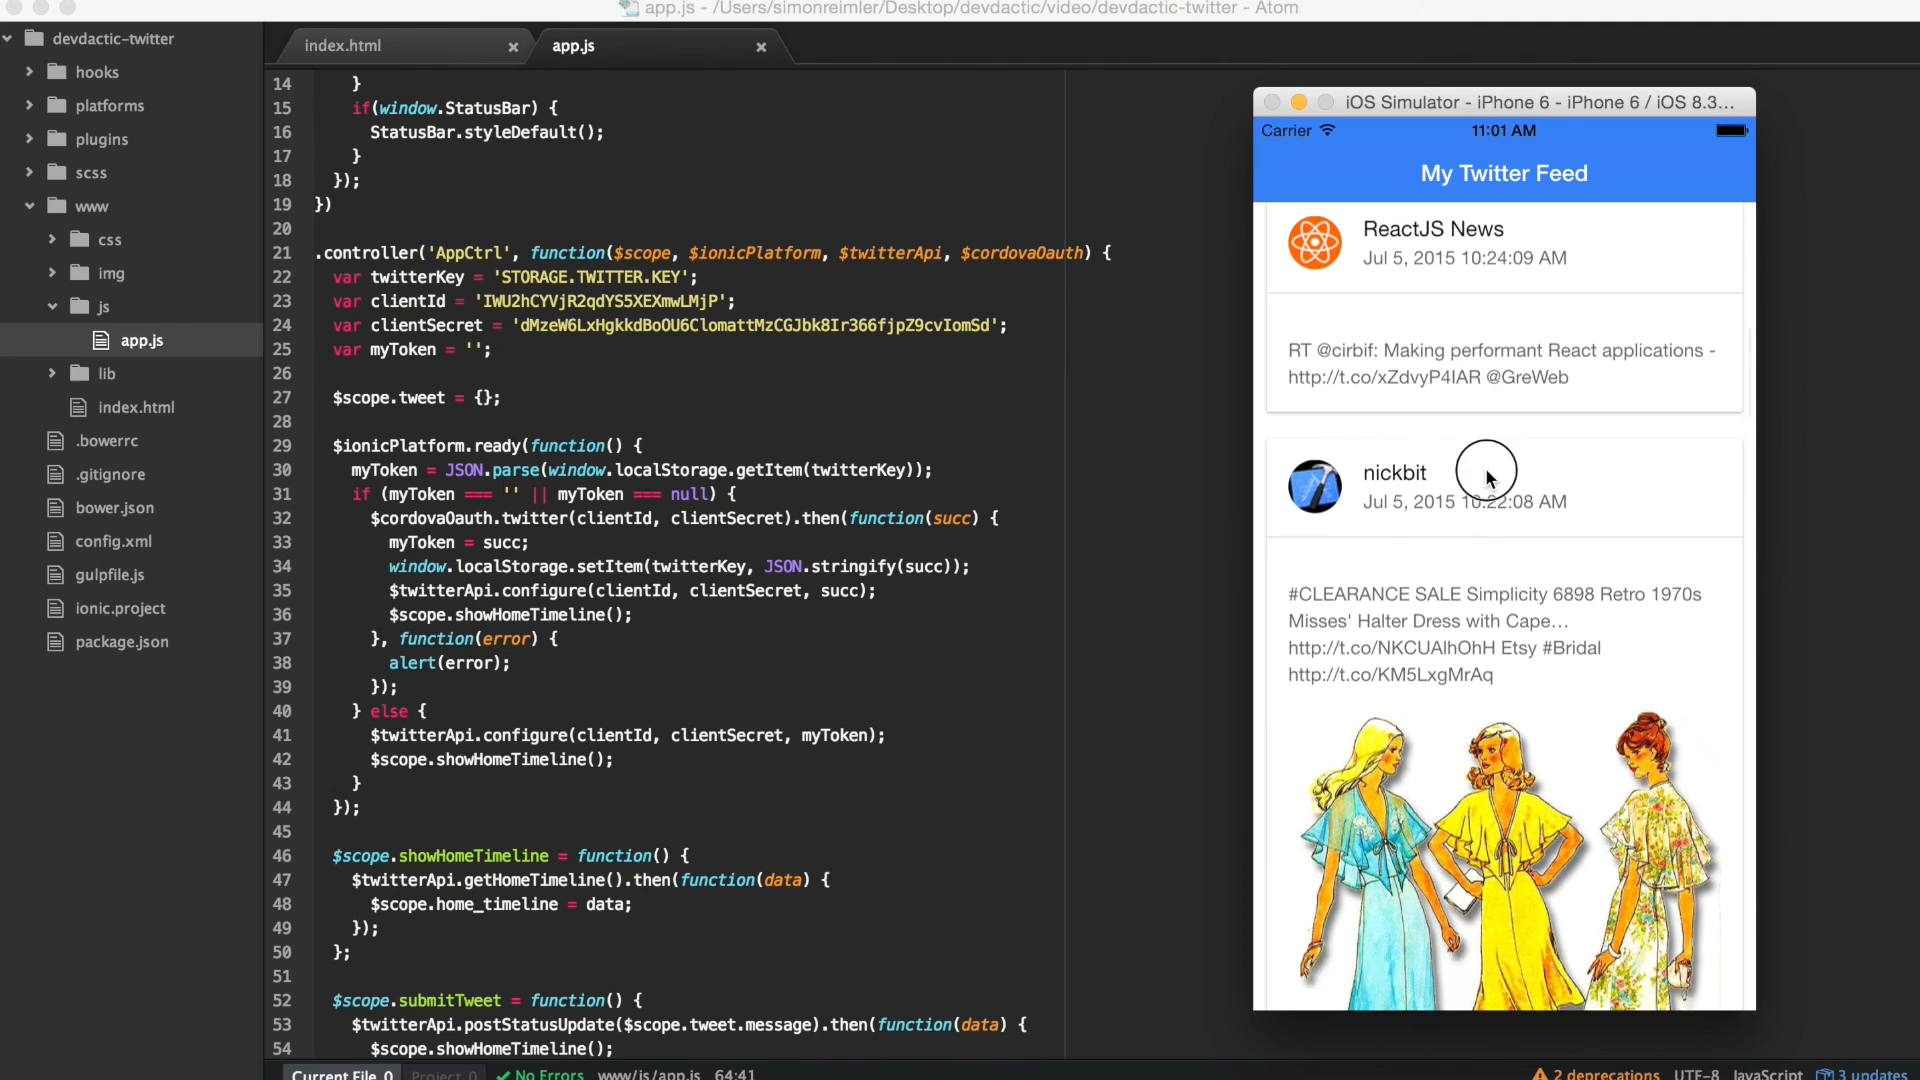 app.js - /Users/simonreimler/Desktop/devdactic/video/devdactic-twitter - Atom
devdactic-twitter
hooks
platforms
plugins
scss
www
css
img
js
app.js
lib
index.html
.bowerrc
.gitignore
bower.json
config.xml
gulpfile.js
ionic.project
package.json
index.html
app.js
14 }
15 if(window.StatusBar) {
16 StatusBar.styleDefault();
17 }
18 });
19 })
20
21 .controller('AppCtrl', function($scope, $ionicPlatform, $twitterApi, $cordovaOauth) {
22 var twitterKey = 'STORAGE.TWITTER.KEY';
23 var clientId = 'IWU2hCYVjR2qdYS5XEXmwLMjP';
24 var clientSecret = 'dMzeW6LxHgkkdBoOU6ClomattMzCGJbk8Ir366fjpZ9cvIomSd';
25 var myToken = '';
26
27 $scope.tweet = {};
28
29 $ionicPlatform.ready(function() {
30 myToken = JSON.parse(window.localStorage.getItem(twitterKey));
31 if (myToken === '' || myToken === null) {
32 $cordovaOauth.twitter(clientId, clientSecret).then(function(succ) {
33 myToken = succ;
34 window.localStorage.setItem(twitterKey, JSON.stringify(succ));
35 $twitterApi.configure(clientId, clientSecret, succ);
36 $scope.showHomeTimeline();
37 }, function(error) {
38 alert(error);
39 });
40 } else {
41 $twitterApi.configure(clientId, clientSecret, myToken);
42 $scope.showHomeTimeline();
43 }
44 });
45
46 $scope.showHomeTimeline = function() {
47 $twitterApi.getHomeTimeline().then(function(data) {
48 $scope.home_timeline = data;
49 });
50 };
51
52 $scope.submitTweet = function() {
53 $twitterApi.postStatusUpdate($scope.tweet.message).then(function(data) {
54 $scope.showHomeTimeline();
iOS Simulator - iPhone 6 - iPhone 6 / iOS 8.3...
Carrier 11:01 AM
My Twitter Feed
ReactJS News
Jul 5, 2015 10:24:09 AM
RT @cirbif: Making performant React applications -
http://t.co/xZdvyP4IAR @GreWeb
nickbit
Jul 5, 2015 10:22:08 AM
#CLEARANCE SALE Simplicity 6898 Retro 1970s
Misses' Halter Dress with Cape...
http://t.co/NKCUAlhOhH Etsy #Bridal
http://t.co/KM5LxgMrAq
Current File 0 Project 0 No Errors www/js/app.js 64:41 2 deprecations UTF-8 JavaScript 3 updates